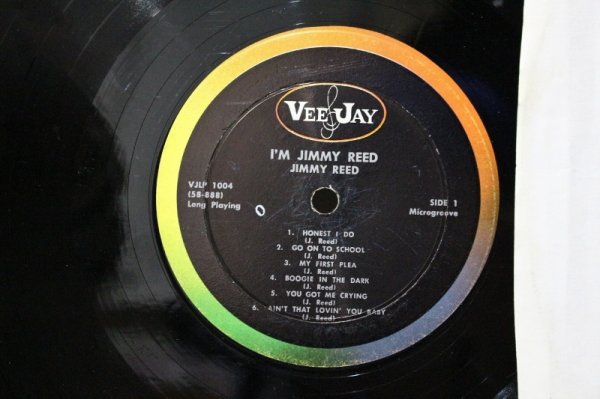 VEE JAY
I'M JIMMY REED
JIMMY REED
VJLP 1004
(58-888)
Long Playing
SIDE 1
Microgroove
1. HONEST I DO
(J. Reed)
2. GO ON TO SCHOOL
(J. Reed)
3. MY FIRST PLEA
(J. Reed)
4. BOOGIE IN THE DARK
(J. Reed)
5. YOU GOT ME CRYING
(J. Reed)
6. AIN'T THAT LOVIN' YOU BABY
(J. Reed)